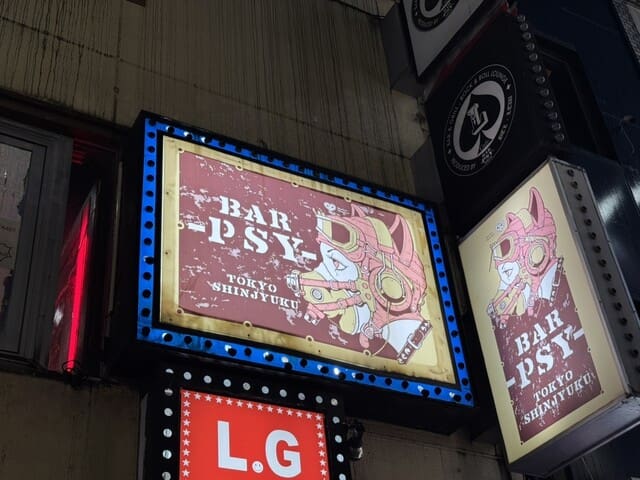 BAR
-PSY-
TOKYO
SHINJYUKU
BAR
-PSY-
TOKYO
SHINJYUKU
L.G